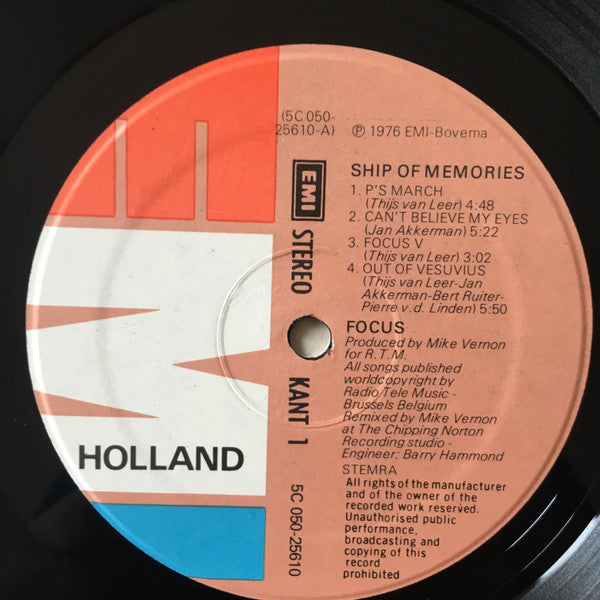 (5C 050-
25610-A)
℗ 1976 EMI-Bovema
EMI
STEREO
SHIP OF MEMORIES
1. P'S MARCH
(Thijs van Leer) 4:48
2. CAN'T BELIEVE MY EYES
(Jan Akkerman) 5:22
3. FOCUS V
(Thijs van Leer) 3:02
4. OUT OF VESUVIUS
(Thijs van Leer-Jan
Akkerman-Bert Ruiter-
Pierre v.d. Linden) 5:50
FOCUS
Produced by Mike Vernon
for R.T.M.
All songs published
worldcopyright by
Radio Tele Music -
Brussels Belgium
Remixed by Mike Vernon
at The Chipping Norton
Recording studio -
Engineer: Barry Hammond
STEMRA
All rights of the manufacturer
and of the owner of the
recorded work reserved.
Unauthorised public
performance,
broadcasting and
copying of this
record
prohibited
KANT 1
5C 050-25610
HOLLAND